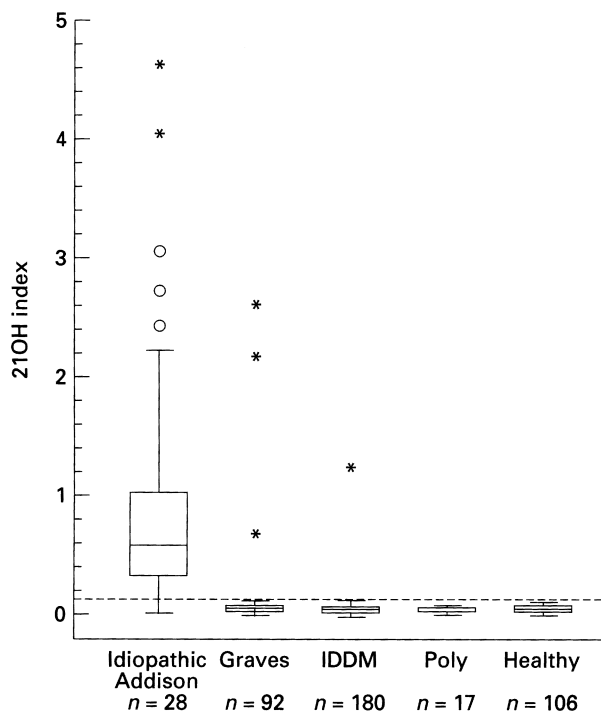 5
4
3
2
1
0
21OH index
Idiopathic Addison
Graves
IDDM
Poly
Healthy
n = 28
n = 92
n = 180
n = 17
n = 106